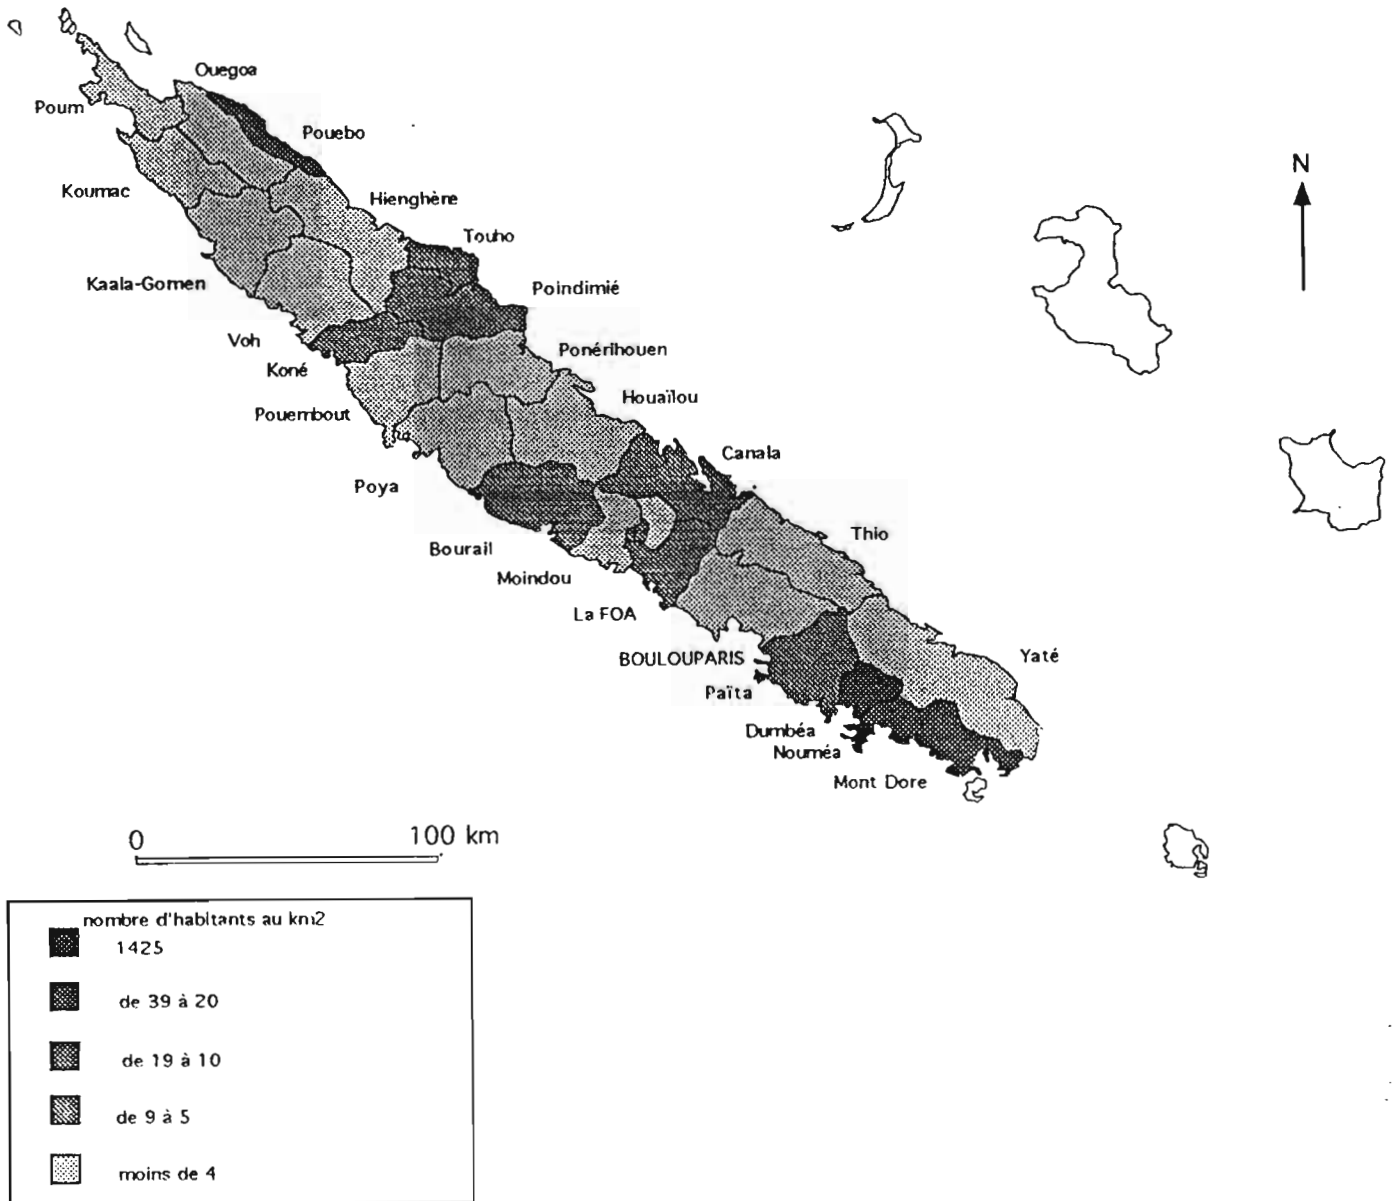 Ouegoa
Poum
Pouebo
N
Koumac
Hienghène
Touho
Kaala-Gomen
Poindimié
Voh
Ponérihouen
Koné
Houaïlou
Pouembout
Canala
Poya
Thio
Bourail
Moindou
La FOA
Yaté
BOULOUPARIS
Païta
Dumbéa
Nouméa
Mont Dore
0 100 km
nombre d'habitants au km2
1425
de 39 à 20
de 19 à 10
de 9 à 5
moins de 4